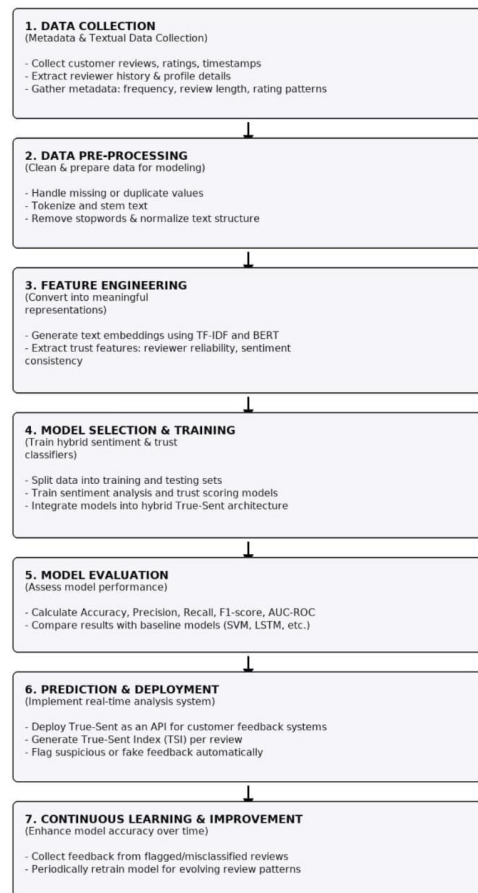 1. DATA COLLECTION
(Metadata & Textual Data Collection)
- Collect customer reviews, ratings, timestamps
- Extract reviewer history & profile details
- Gather metadata: frequency, review length, rating patterns
2. DATA PRE-PROCESSING
(Clean & prepare data for modeling)
- Handle missing or duplicate values
- Tokenize and stem text
- Remove stopwords & normalize text structure
3. FEATURE ENGINEERING
(Convert into meaningful
representations)
- Generate text embeddings using TF-IDF and BERT
- Extract trust features: reviewer reliability, sentiment
consistency
4. MODEL SELECTION & TRAINING
(Train hybrid sentiment & trust
classifiers)
- Split data into training and testing sets
- Train sentiment analysis and trust scoring models
- Integrate models into hybrid True-Sent architecture
5. MODEL EVALUATION
(Assess model performance)
- Calculate Accuracy, Precision, Recall, F1-score, AUC-ROC
- Compare results with baseline models (SVM, LSTM, etc.)
6. PREDICTION & DEPLOYMENT
(Implement real-time analysis system)
- Deploy True-Sent as an API for customer feedback systems
- Generate True-Sent Index (TSI) per review
- Flag suspicious or fake feedback automatically
7. CONTINUOUS LEARNING & IMPROVEMENT
(Enhance model accuracy over time)
- Collect feedback from flagged/misclassified reviews
- Periodically retrain model for evolving review patterns